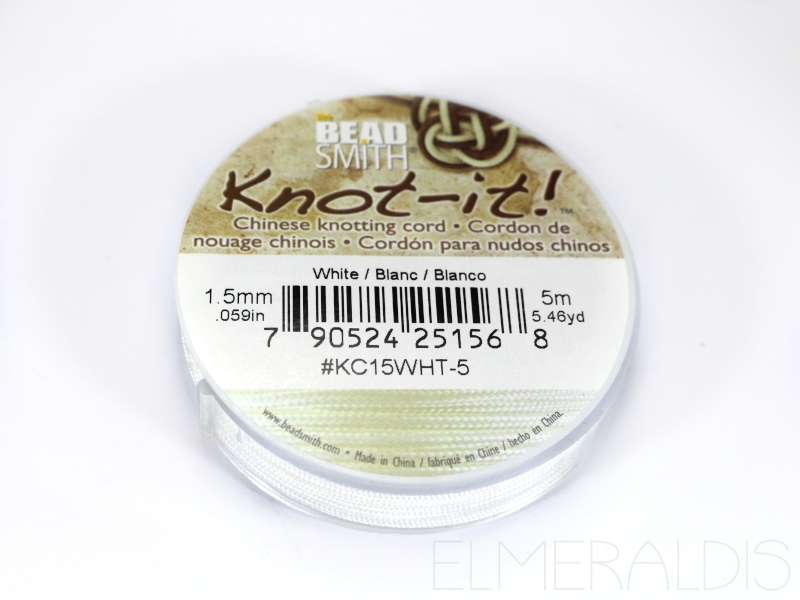 the
BEAD
SMITH®
Knot-it!™
Chinese knotting cord • Cordon de
nouage chinois • Cordón para nudos chinos
White / Blanc / Blanco
1.5mm 5m
.059in 5.46yd
7 90524 25156 8
#KC15WHT-5
www.beadsmith.com • Made in China / fabriqué en Chine / hecho en China.
ELMERALDIS